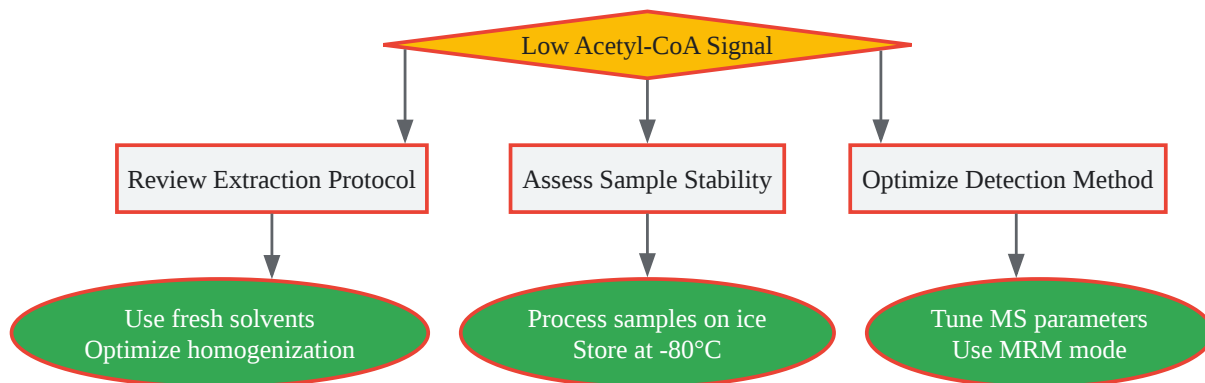 Low Acetyl-CoA Signal
Review Extraction Protocol
Assess Sample Stability
Optimize Detection Method
Use fresh solvents
Optimize homogenization
Process samples on ice
Store at -80°C
Tune MS parameters
Use MRM mode